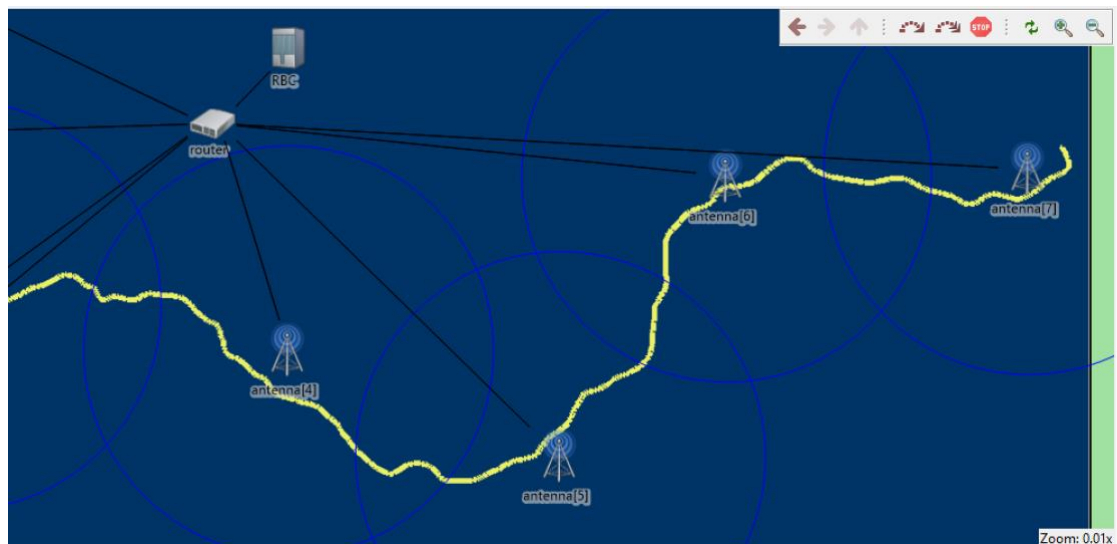 STOP
RBC
router
antenna[6]
antenna[7]
antenna[4]
antenna[5]
Zoom: 0.01x